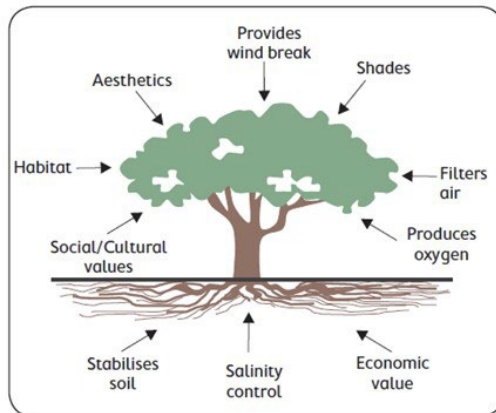 Provides
wind break
Aesthetics
Shades
Habitat
Filters
air
Social/Cultural
values
Produces
oxygen
Stabilises
soil
Salinity
control
Economic
value